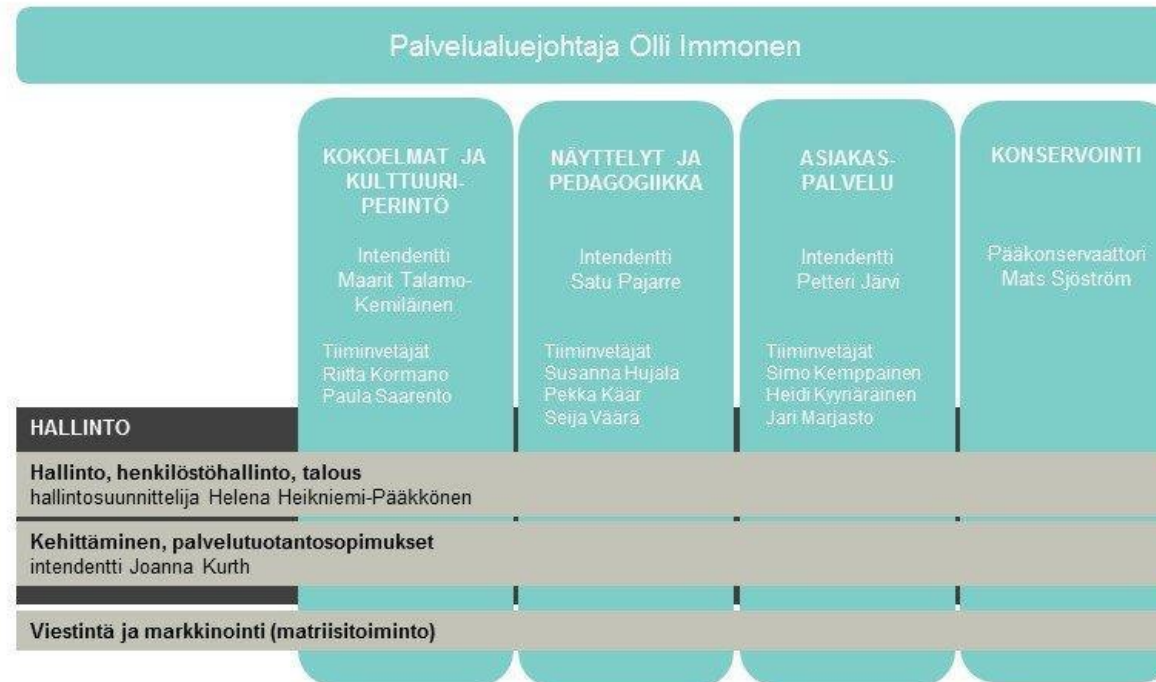 Palvelualuejohtaja Olli Immonen
KOKOELMAT JA
KULTTUURI-
PERINTÖ
Intendentti
Maarit Talamo-
Kemiläinen
Tiiminvetäjät
Riitta Kormano
Paula Saarento
NÄYTTELYT JA
PEDAGOGIIKKA
Intendentti
Satu Pajarre
Tiiminvetäjät
Susanna Hujala
Pekka Käär
Seija Väärä
ASIAKAS-
PALVELU
Intendentti
Petteri Järvi
Tiiminvetäjät
Simo Kemppainen
Heidi Kyynäräinen
Jari Marjasto
KONSERVOINTI
Pääkonservaattori
Mats Sjöström
HALLINTO
Hallinto, henkilöstöhallinto, talous
hallintosuunnittelija Helena Heikniemi-Pääkkönen
Kehittäminen, palvelutuotantosopimukset
intendentti Joanna Kurth
Viestintä ja markkinointi (matriisitoiminto)